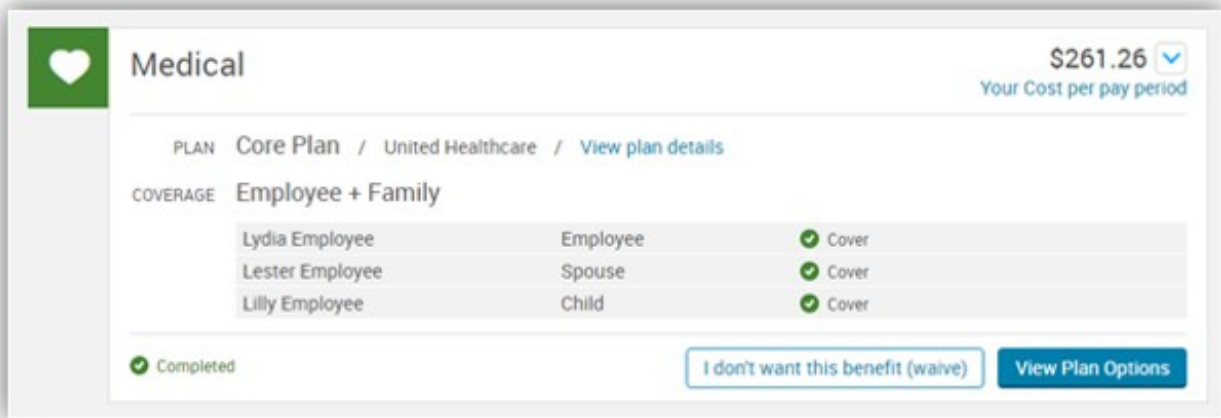 Medical
$261.26
Your Cost per pay period
PLAN Core Plan / United Healthcare / View plan details
COVERAGE Employee + Family
Lydia Employee Employee Cover
Lester Employee Spouse Cover
Lilly Employee Child Cover
Completed I don't want this benefit (waive) View Plan Options